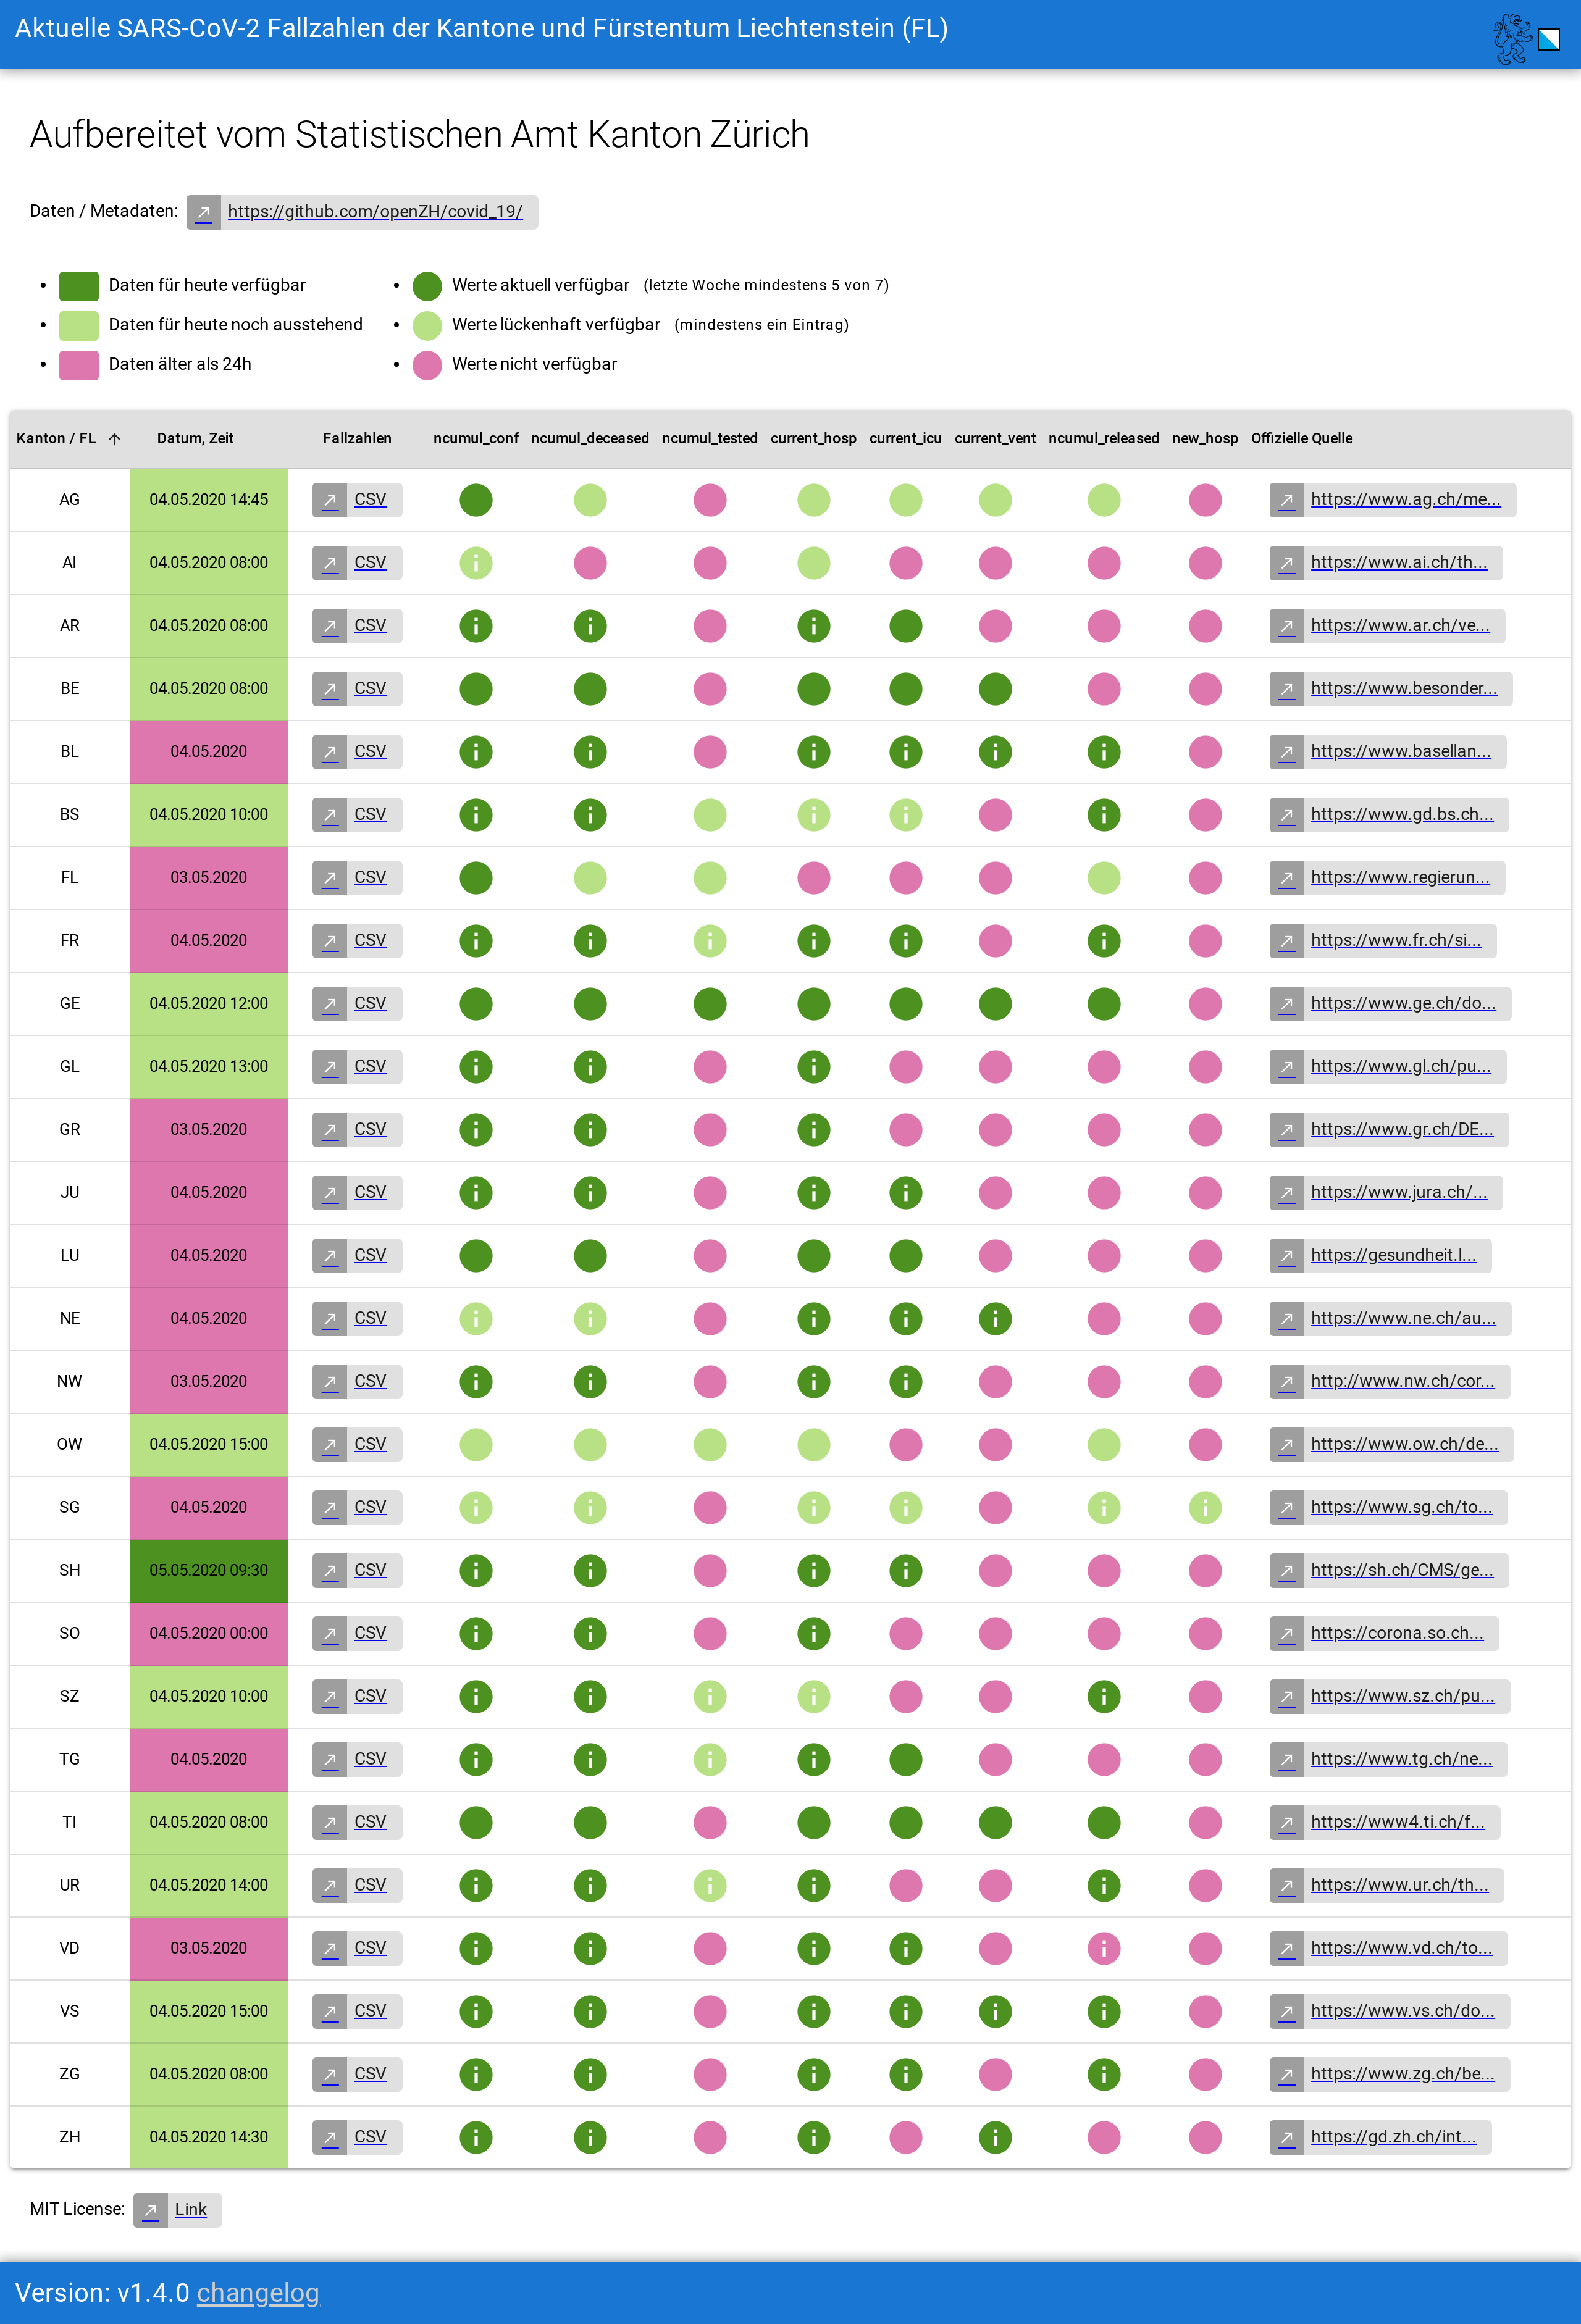 Aktuelle SARS-CoV-2 Fallzahlen der Kantone und Fürstentum Liechtenstein (FL)
Aufbereitet vom Statistischen Amt Kanton Zürich
Daten / Metadaten: https://github.com/openZH/covid_19/
Daten für heute verfügbar
Daten für heute noch ausstehend
Daten älter als 24h
Werte aktuell verfügbar (letzte Woche mindestens 5 von 7)
Werte lückenhaft verfügbar (mindestens ein Eintrag)
Werte nicht verfügbar
Kanton / FL Datum, Zeit Fallzahlen ncumul_conf ncumul_deceased ncumul_tested current_hosp current_icu current_vent ncumul_released new_hosp Offizielle Quelle
AG 04.05.2020 14:45 CSV https://www.ag.ch/me...
AI 04.05.2020 08:00 CSV https://www.ai.ch/th...
AR 04.05.2020 08:00 CSV https://www.ar.ch/ve...
BE 04.05.2020 08:00 CSV https://www.besonder...
BL 04.05.2020 CSV https://www.basellan...
BS 04.05.2020 10:00 CSV https://www.gd.bs.ch...
FL 03.05.2020 CSV https://www.regierun...
FR 04.05.2020 CSV https://www.fr.ch/si...
GE 04.05.2020 12:00 CSV https://www.ge.ch/do...
GL 04.05.2020 13:00 CSV https://www.gl.ch/pu...
GR 03.05.2020 CSV https://www.gr.ch/DE...
JU 04.05.2020 CSV https://www.jura.ch/...
LU 04.05.2020 CSV https://gesundheit.l...
NE 04.05.2020 CSV https://www.ne.ch/au...
NW 03.05.2020 CSV http://www.nw.ch/cor...
OW 04.05.2020 15:00 CSV https://www.ow.ch/de...
SG 04.05.2020 CSV https://www.sg.ch/to...
SH 05.05.2020 09:30 CSV https://sh.ch/CMS/ge...
SO 04.05.2020 00:00 CSV https://corona.so.ch...
SZ 04.05.2020 10:00 CSV https://www.sz.ch/pu...
TG 04.05.2020 CSV https://www.tg.ch/ne...
TI 04.05.2020 08:00 CSV https://www4.ti.ch/f...
UR 04.05.2020 14:00 CSV https://www.ur.ch/th...
VD 03.05.2020 CSV https://www.vd.ch/to...
VS 04.05.2020 15:00 CSV https://www.vs.ch/do...
ZG 04.05.2020 08:00 CSV https://www.zg.ch/be...
ZH 04.05.2020 14:30 CSV https://gd.zh.ch/int...
MIT License: Link
Version: v1.4.0 changelog